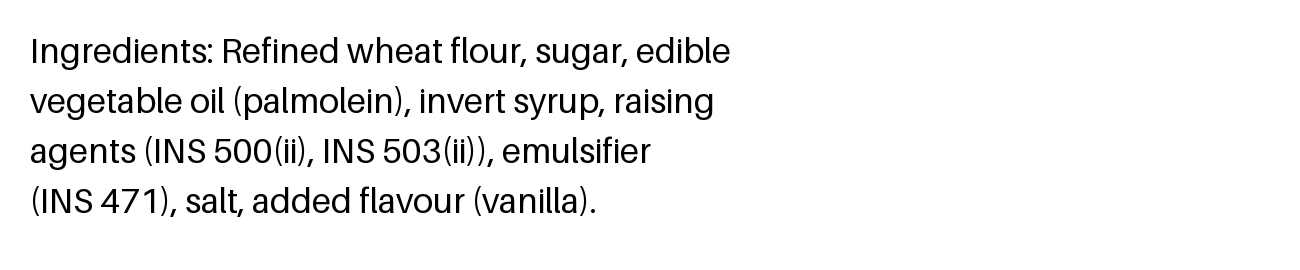 Ingredients: Refined wheat flour, sugar, edible
vegetable oil (palmolein), invert syrup, raising
agents (INS 500(ii), INS 503(ii)), emulsifier
(INS 471), salt, added flavour (vanilla).